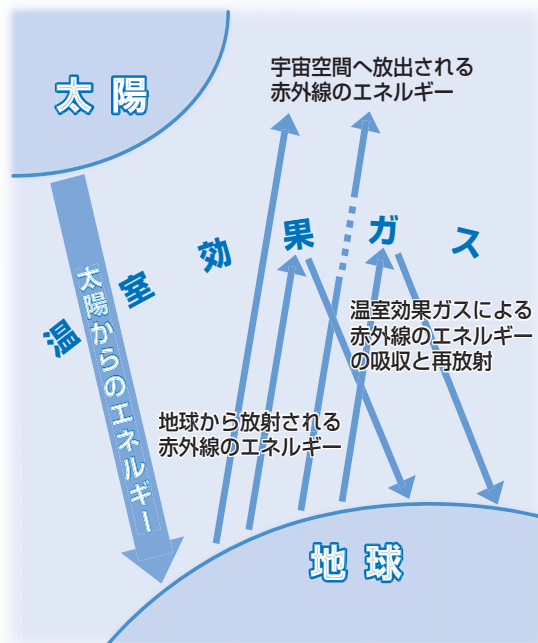 太陽
宇宙空間へ放出される
赤外線のエネルギー
温室効果ガス
太陽からのエネルギー
温室効果ガスによる
赤外線のエネルギー
の吸収と再放射
地球から放射される
赤外線のエネルギー
地球